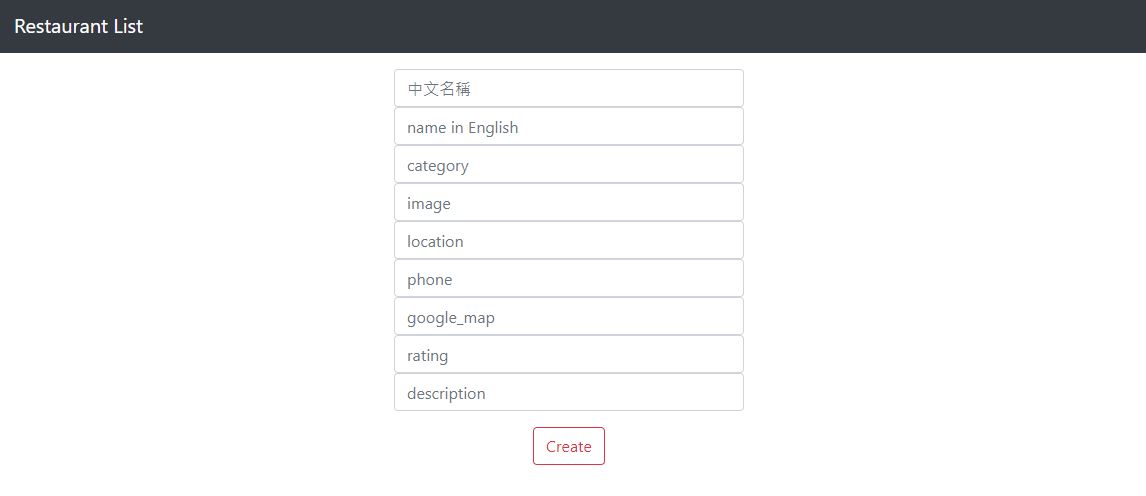 Restaurant List
中文名稱
name in English
category
image
location
phone
google_map
rating
description
Create